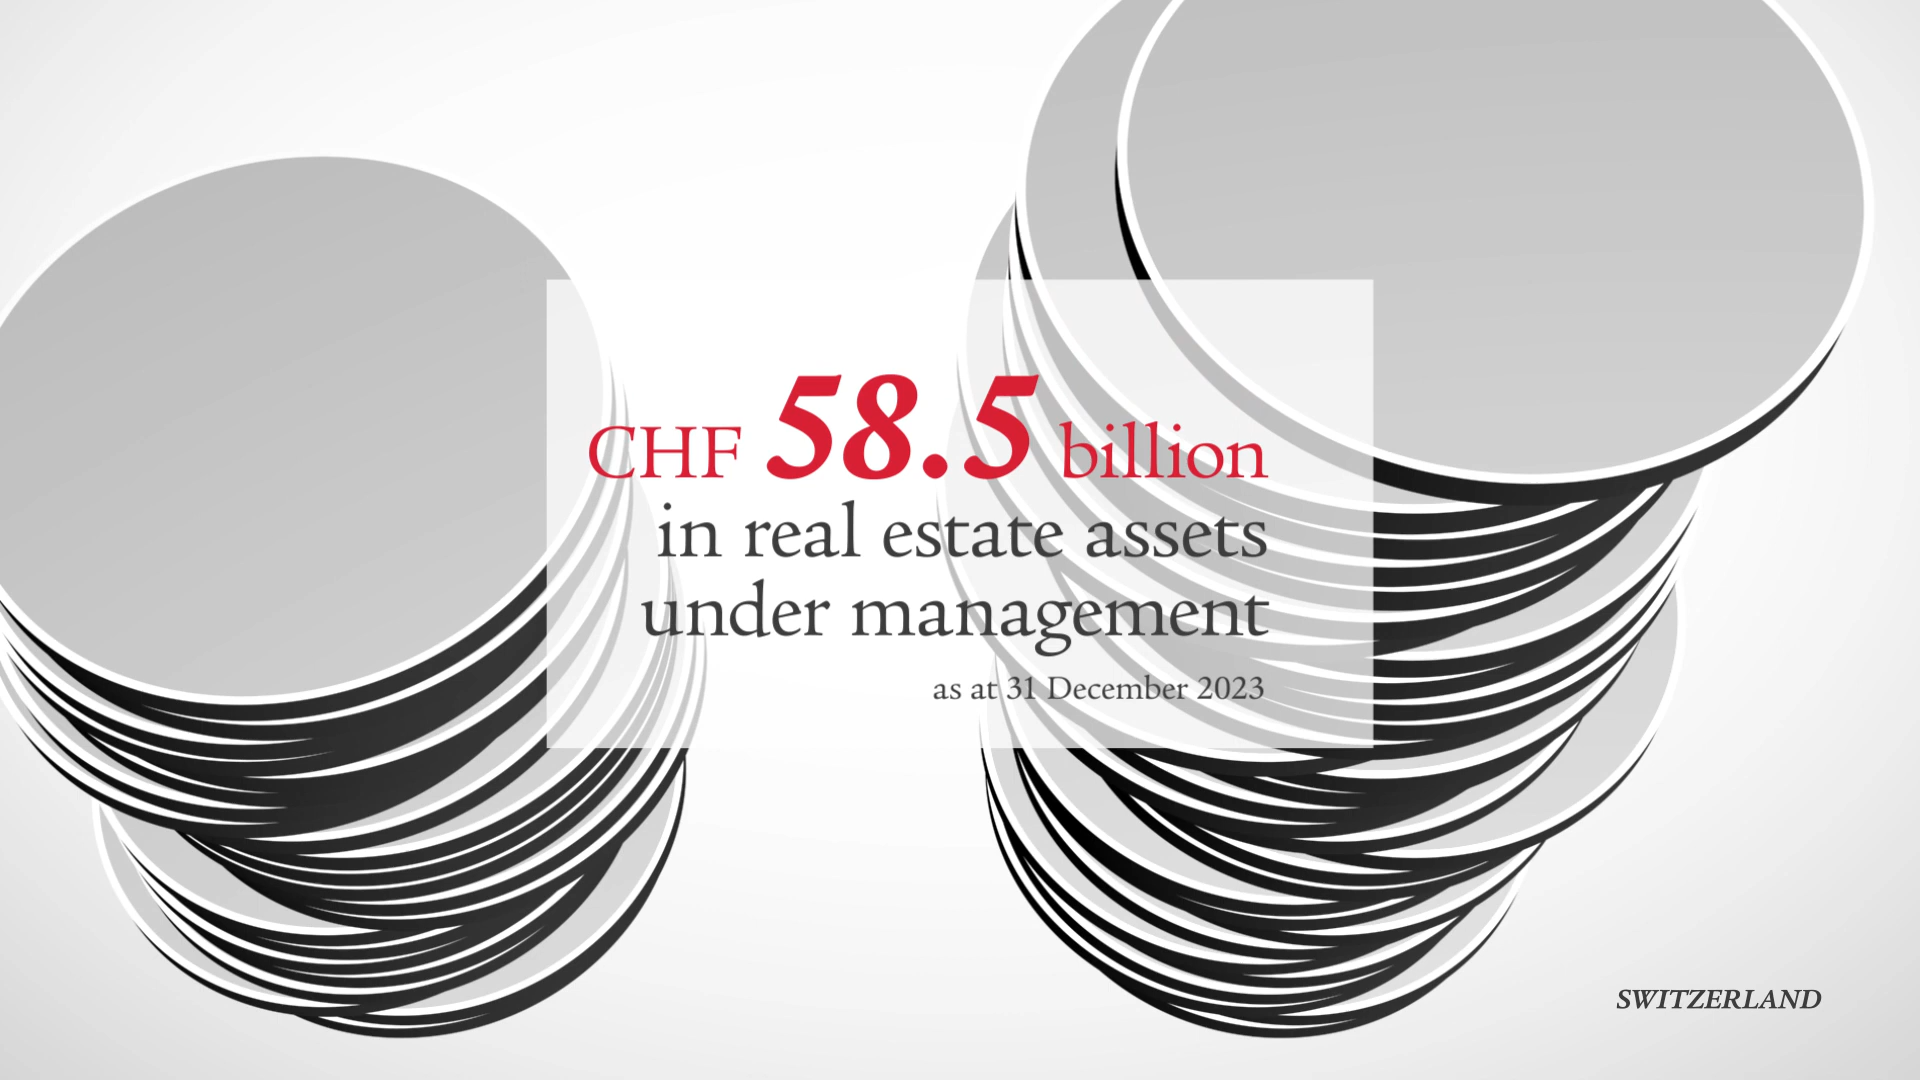 CHF 58.5 billion
in real estate assets
under management
as at 31 December 2023
SWITZERLAND